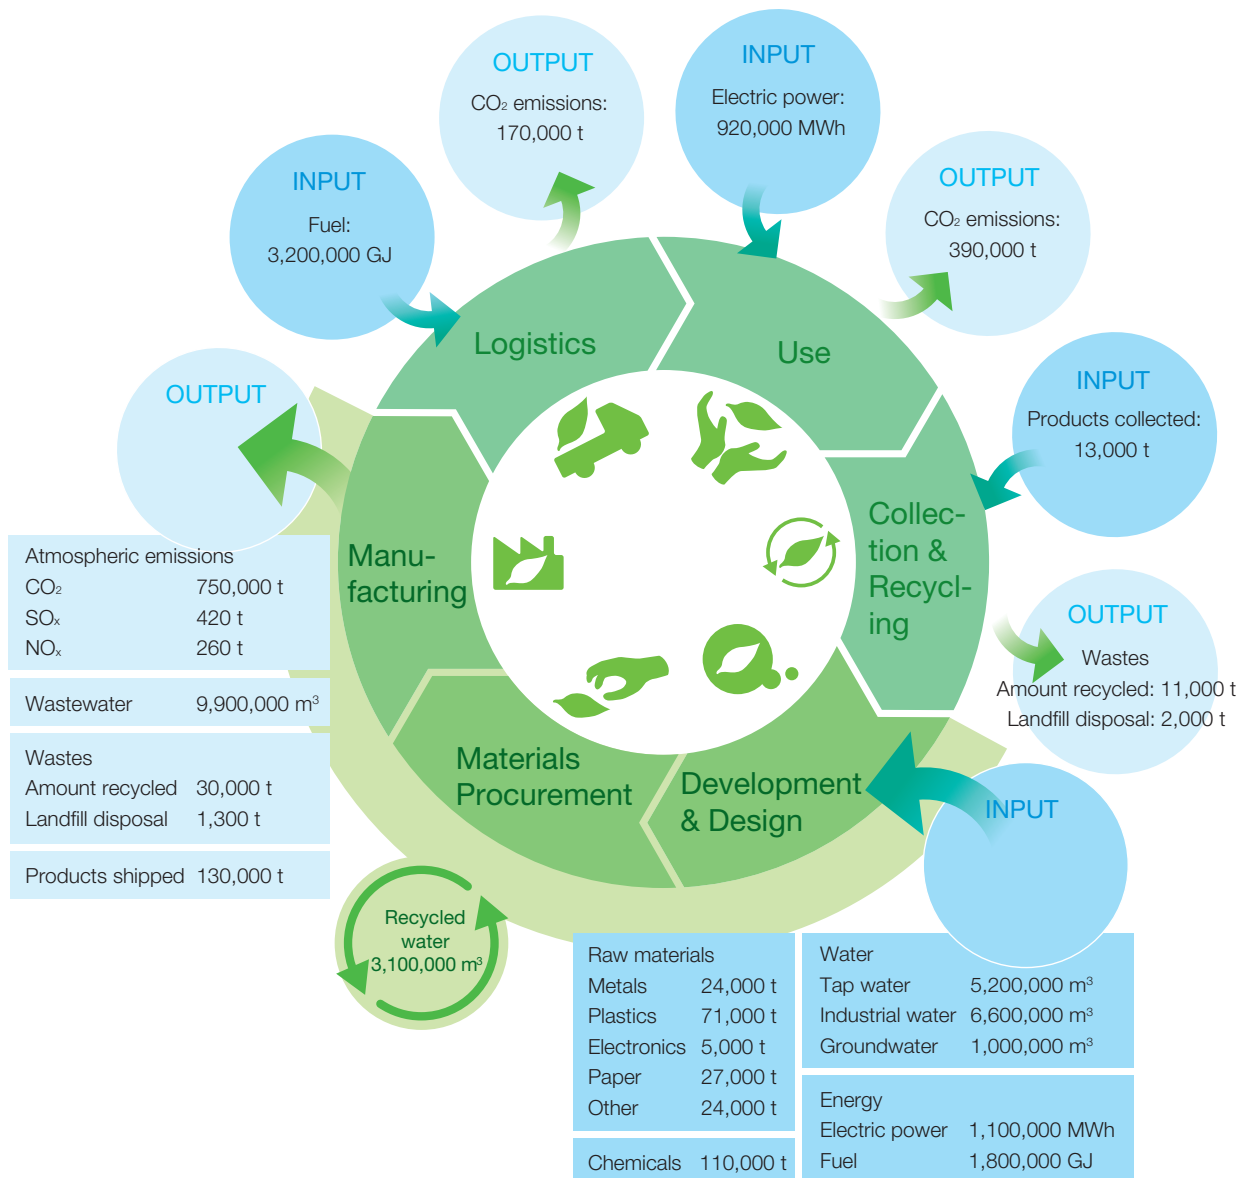 OUTPUT
CO₂ emissions:
170,000 t
INPUT
Electric power:
920,000 MWh
INPUT
Fuel:
3,200,000 GJ
OUTPUT
CO₂ emissions:
390,000 t
Logistics
Use
OUTPUT
INPUT
Products collected:
13,000 t
Manu-
facturing
Collec-
tion &
Recycl-
ing
Atmospheric emissions
CO₂ 750,000 t
SOₓ 420 t
NOₓ 260 t
Wastewater 9,900,000 m³
Wastes
Amount recycled 30,000 t
Landfill disposal 1,300 t
Products shipped 130,000 t
OUTPUT
Wastes
Amount recycled: 11,000 t
Landfill disposal: 2,000 t
Materials
Procurement
Development
& Design
INPUT
Recycled
water
3,100,000 m³
Raw materials
Metals 24,000 t
Plastics 71,000 t
Electronics 5,000 t
Paper 27,000 t
Other 24,000 t
Chemicals 110,000 t
Water
Tap water 5,200,000 m³
Industrial water 6,600,000 m³
Groundwater 1,000,000 m³
Energy
Electric power 1,100,000 MWh
Fuel 1,800,000 GJ